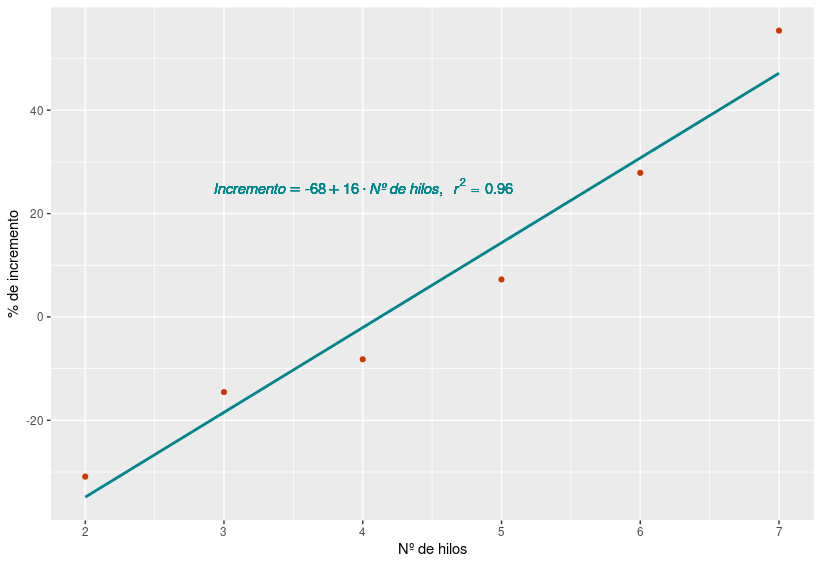 40
20
0
-20
% de incremento
Incremento = -68 + 16 · Nº de hilos,  r² = 0.96
2 3 4 5 6 7
Nº de hilos